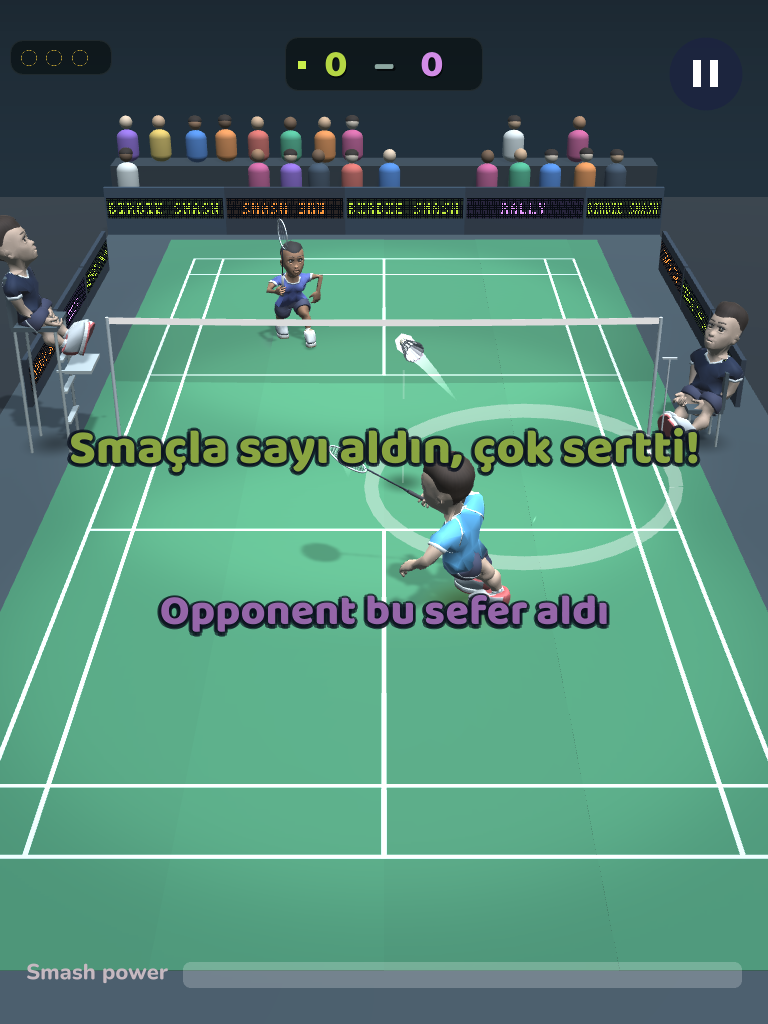 0 – 0
BIRDIE SMASH SMASH 300 BIRDIE SMASH RALLY BIRDIE SMASH
Smaçla sayı aldın, çok sertti!
Opponent bu sefer aldı
Smash power